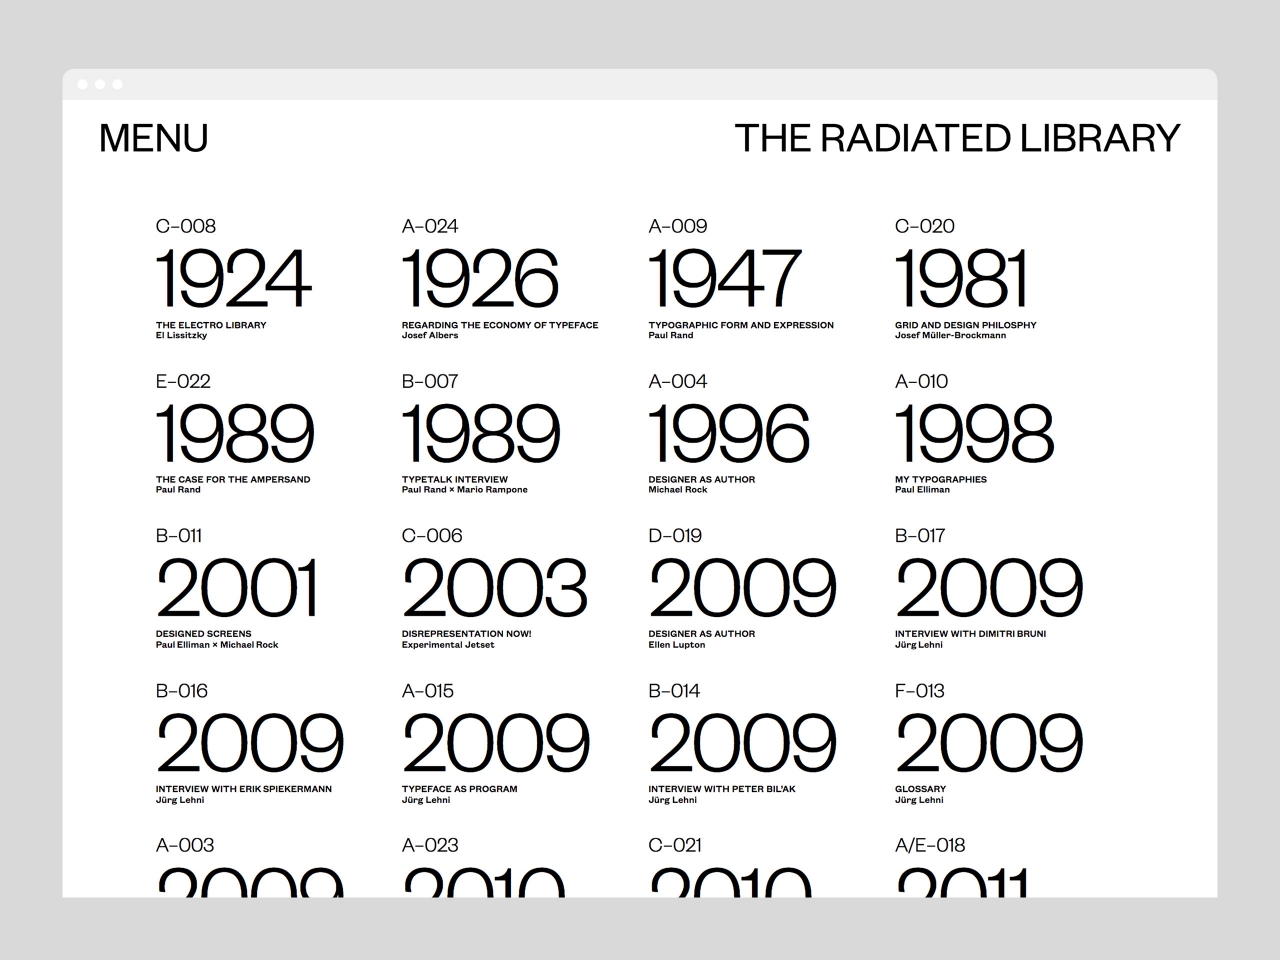 MENU
THE RADIATED LIBRARY
C–008
1924
THE ELECTRO LIBRARY
El Lissitzky
A–024
1926
REGARDING THE ECONOMY OF TYPEFACE
Josef Albers
A–009
1947
TYPOGRAPHIC FORM AND EXPRESSION
Paul Rand
C–020
1981
GRID AND DESIGN PHILOSPHY
Josef Müller-Brockmann
E–022
1989
THE CASE FOR THE AMPERSAND
Paul Rand
B–007
1989
TYPETALK INTERVIEW
Paul Rand × Mario Rampone
A–004
1996
DESIGNER AS AUTHOR
Michael Rock
A–010
1998
MY TYPOGRAPHIES
Paul Elliman
B–011
2001
DESIGNED SCREENS
Paul Elliman × Michael Rock
C–006
2003
DISREPRESENTATION NOW!
Experimental Jetset
D–019
2009
DESIGNER AS AUTHOR
Ellen Lupton
B–017
2009
INTERVIEW WITH DIMITRI BRUNI
Jürg Lehni
B–016
2009
INTERVIEW WITH ERIK SPIEKERMANN
Jürg Lehni
A–015
2009
TYPEFACE AS PROGRAM
Jürg Lehni
B–014
2009
INTERVIEW WITH PETER BIL'AK
Jürg Lehni
F–013
2009
GLOSSARY
Jürg Lehni
A–003
2009
A–023
2010
C–021
2010
A/E–018
2011